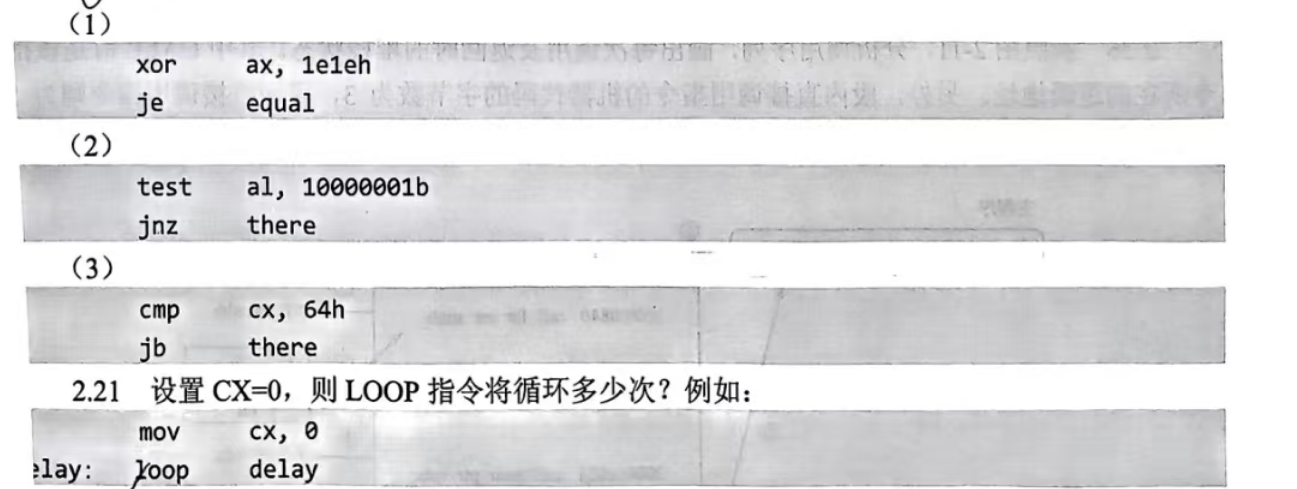 (1)
xor ax, 1e1eh
je equal
(2)
test al, 10000001b
jnz there
(3)
cmp cx, 64h
jb there
2.21 设置 CX=0，则 LOOP 指令将循环多少次？例如：
mov cx, 0
elay: loop delay